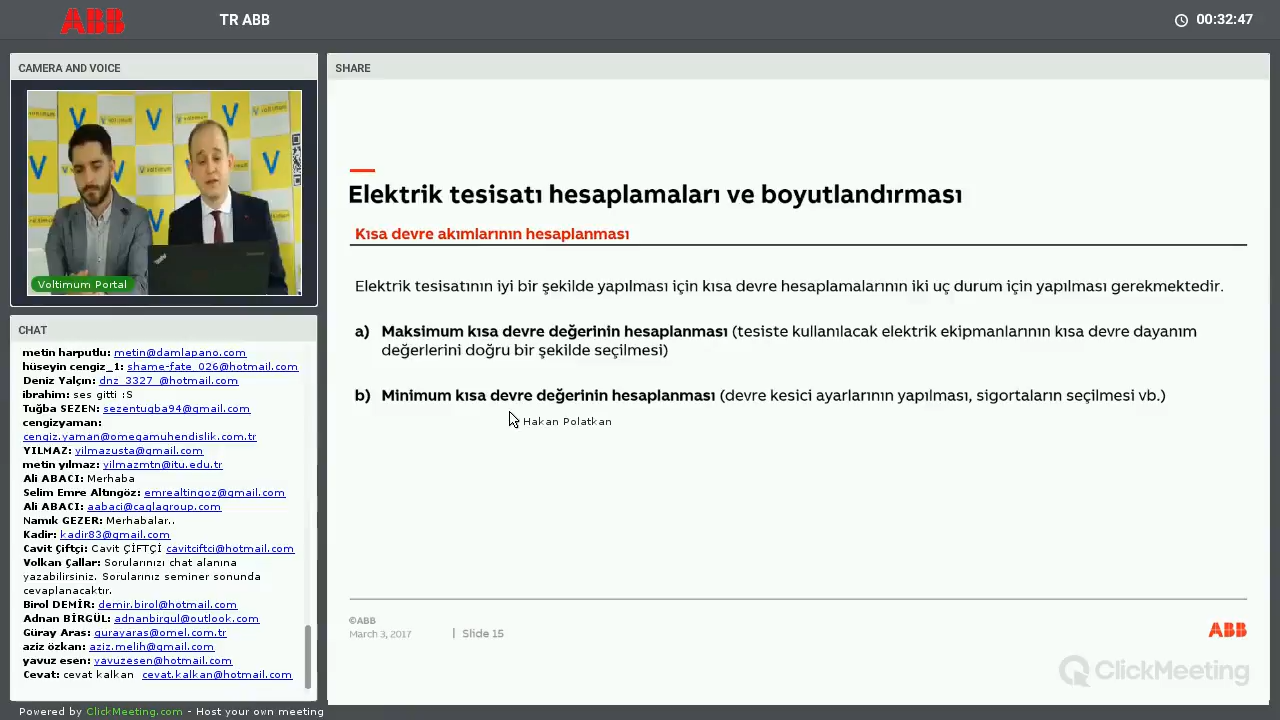 ABB
TR ABB
00:32:47
CAMERA AND VOICE
Voltimum Portal
CHAT
metin harputlu: metin@damlapano.com
hüseyin cengiz_1: shame-fate_026@hotmail.com
Deniz Yalçın: dnz_3327_@hotmail.com
ibrahim: ses gitti :S
Tuğba SEZEN: sezentugba94@gmail.com
cengizyaman:
cengiz.yaman@omegamuhendislik.com.tr
YILMAZ: yilmazusta@gmail.com
metin yılmaz: yilmazmtn@itu.edu.tr
Ali ABACI: Merhaba
Selim Emre Altıngöz: emrealtingoz@gmail.com
Ali ABACI: aabaci@caglagroup.com
Namık GEZER: Merhabalar..
Kadir: kadir83@gmail.com
Cavit Çiftçi: Cavit ÇİFTÇİ cavitciftci@hotmail.com
Volkan Çallar: Sorularınızı chat alanına
yazabilirsiniz. Sorularınız seminer sonunda
cevaplanacaktır.
Birol DEMİR: demir.birol@hotmail.com
Adnan BİRGÜL: adnanbirgul@outlook.com
Güray Aras: gurayaras@omel.com.tr
aziz özkan: aziz.melih@gmail.com
yavuz esen: yavuzesen@hotmail.com
Cevat: cevat kalkan cevat.kalkan@hotmail.com
Powered by ClickMeeting.com - Host your own meeting
SHARE
Elektrik tesisatı hesaplamaları ve boyutlandırması
Kısa devre akımlarının hesaplanması
Elektrik tesisatının iyi bir şekilde yapılması için kısa devre hesaplamalarının iki uç durum için yapılması gerekmektedir.
a) Maksimum kısa devre değerinin hesaplanması (tesiste kullanılacak elektrik ekipmanlarının kısa devre dayanım
değerlerini doğru bir şekilde seçilmesi)
b) Minimum kısa devre değerinin hesaplanması (devre kesici ayarlarının yapılması, sigortaların seçilmesi vb.)
Hakan Polatkan
©ABB
March 3, 2017 | Slide 15
ABB
ClickMeeting